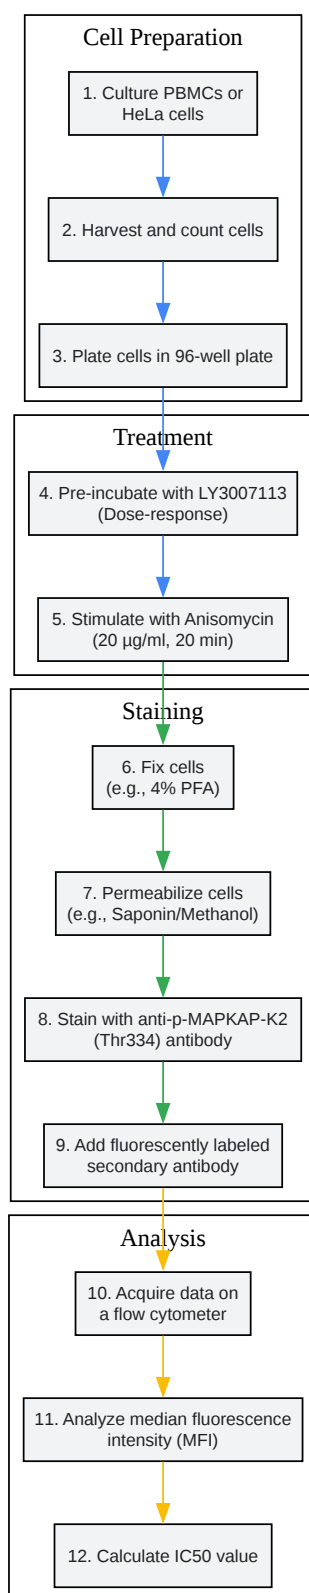 Cell Preparation
1. Culture PBMCs or
HeLa cells
2. Harvest and count cells
3. Plate cells in 96-well plate
Treatment
4. Pre-incubate with LY3007113
(Dose-response)
5. Stimulate with Anisomycin
(20 µg/ml, 20 min)
Staining
6. Fix cells
(e.g., 4% PFA)
7. Permeabilize cells
(e.g., Saponin/Methanol)
8. Stain with anti-p-MAPKAP-K2
(Thr334) antibody
9. Add fluorescently labeled
secondary antibody
Analysis
10. Acquire data on
a flow cytometer
11. Analyze median fluorescence
intensity (MFI)
12. Calculate IC50 value